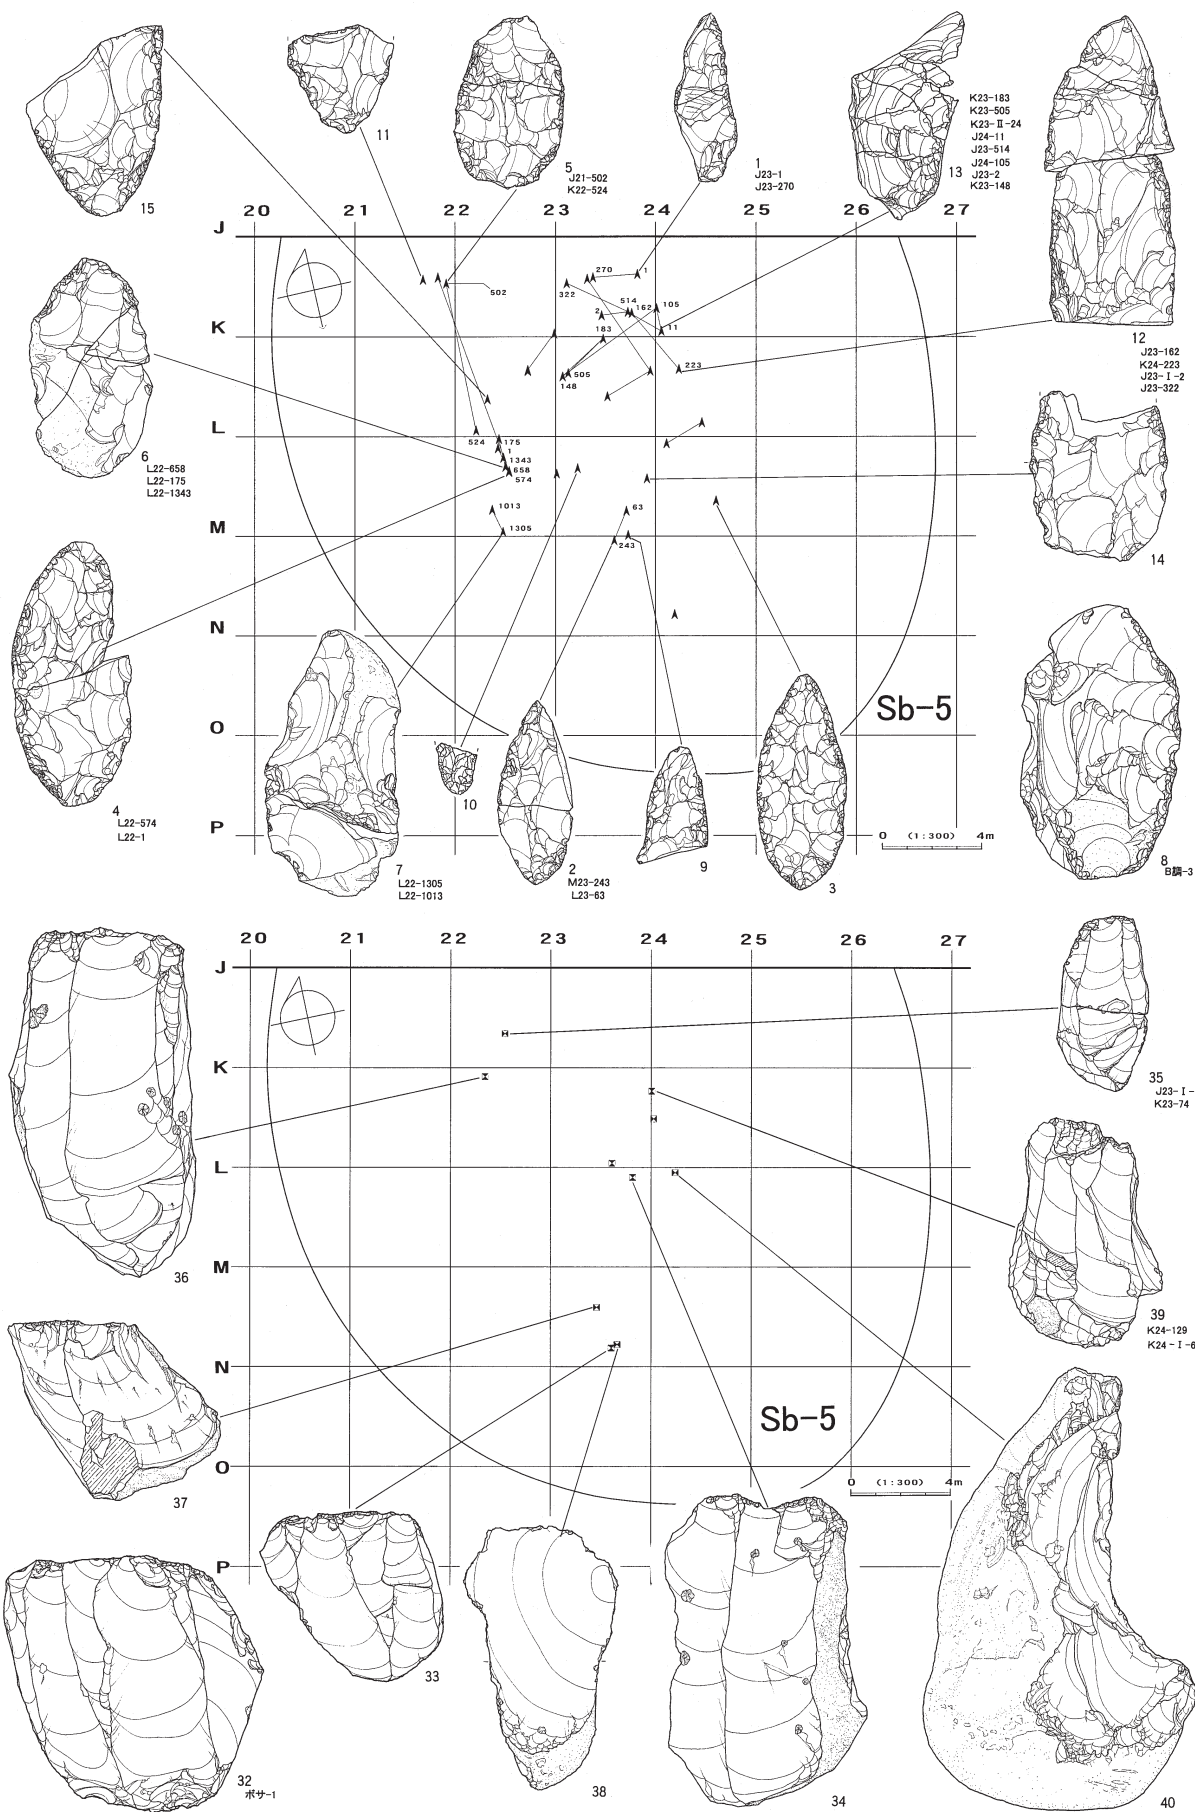 15
11
5
J21-502
K22-524
1
J23-1
J23-270
13
K23-183
K23-505
K23-Ⅱ-24
J24-11
J23-514
J24-105
J23-2
K23-148
20 21 22 23 24 25 26 27
J
K
L
M
N
O
P
270
1
502
322
514
162
105
2
11
183
223
505
148
524
175
1
1343
658
574
1013
1305
63
243
12
J23-162
K24-223
J23-Ⅰ-2
J23-322
6
L22-658
L22-175
L22-1343
14
4
L22-574
L22-1
Sb-5
0 (1:300) 4m
7
L22-1305
L22-1013
10
2
M23-243
L23-63
9
3
8
B調-3
20 21 22 23 24 25 26 27
J
K
L
M
N
O
P
36
35
J23-Ⅰ-
K23-74
39
K24-129
K24-Ⅰ-6
37
Sb-5
0 (1:300) 4m
33
32
ボサ-1
38
34
40